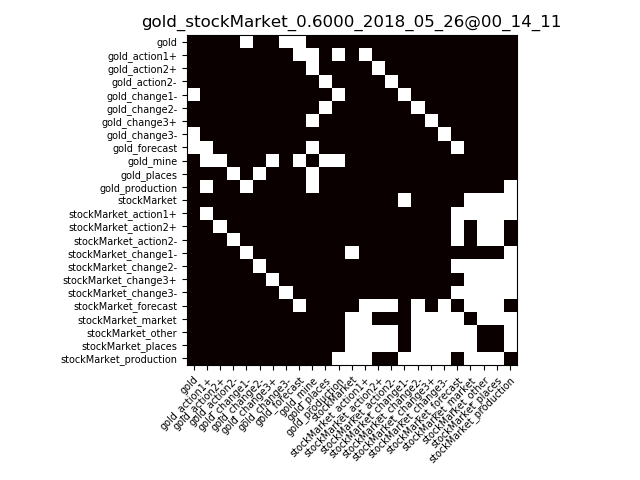 gold_stockMarket_0.6000_2018_05_26@00_14_11
gold
gold_action1+
gold_action2+
gold_action2-
gold_change1-
gold_change2-
gold_change3+
gold_change3-
gold_forecast
gold_mine
gold_places
gold_production
stockMarket
stockMarket_action1+
stockMarket_action2+
stockMarket_action2-
stockMarket_change1-
stockMarket_change2-
stockMarket_change3+
stockMarket_change3-
stockMarket_forecast
stockMarket_market
stockMarket_other
stockMarket_places
stockMarket_production
gold
gold_action1+
gold_action2+
gold_action2-
gold_change1-
gold_change2-
gold_change3+
gold_change3-
gold_forecast
gold_mine
gold_places
gold_production
stockMarket
stockMarket_action1+
stockMarket_action2+
stockMarket_action2-
stockMarket_change1-
stockMarket_change2-
stockMarket_change3+
stockMarket_change3-
stockMarket_forecast
stockMarket_market
stockMarket_other
stockMarket_places
stockMarket_production